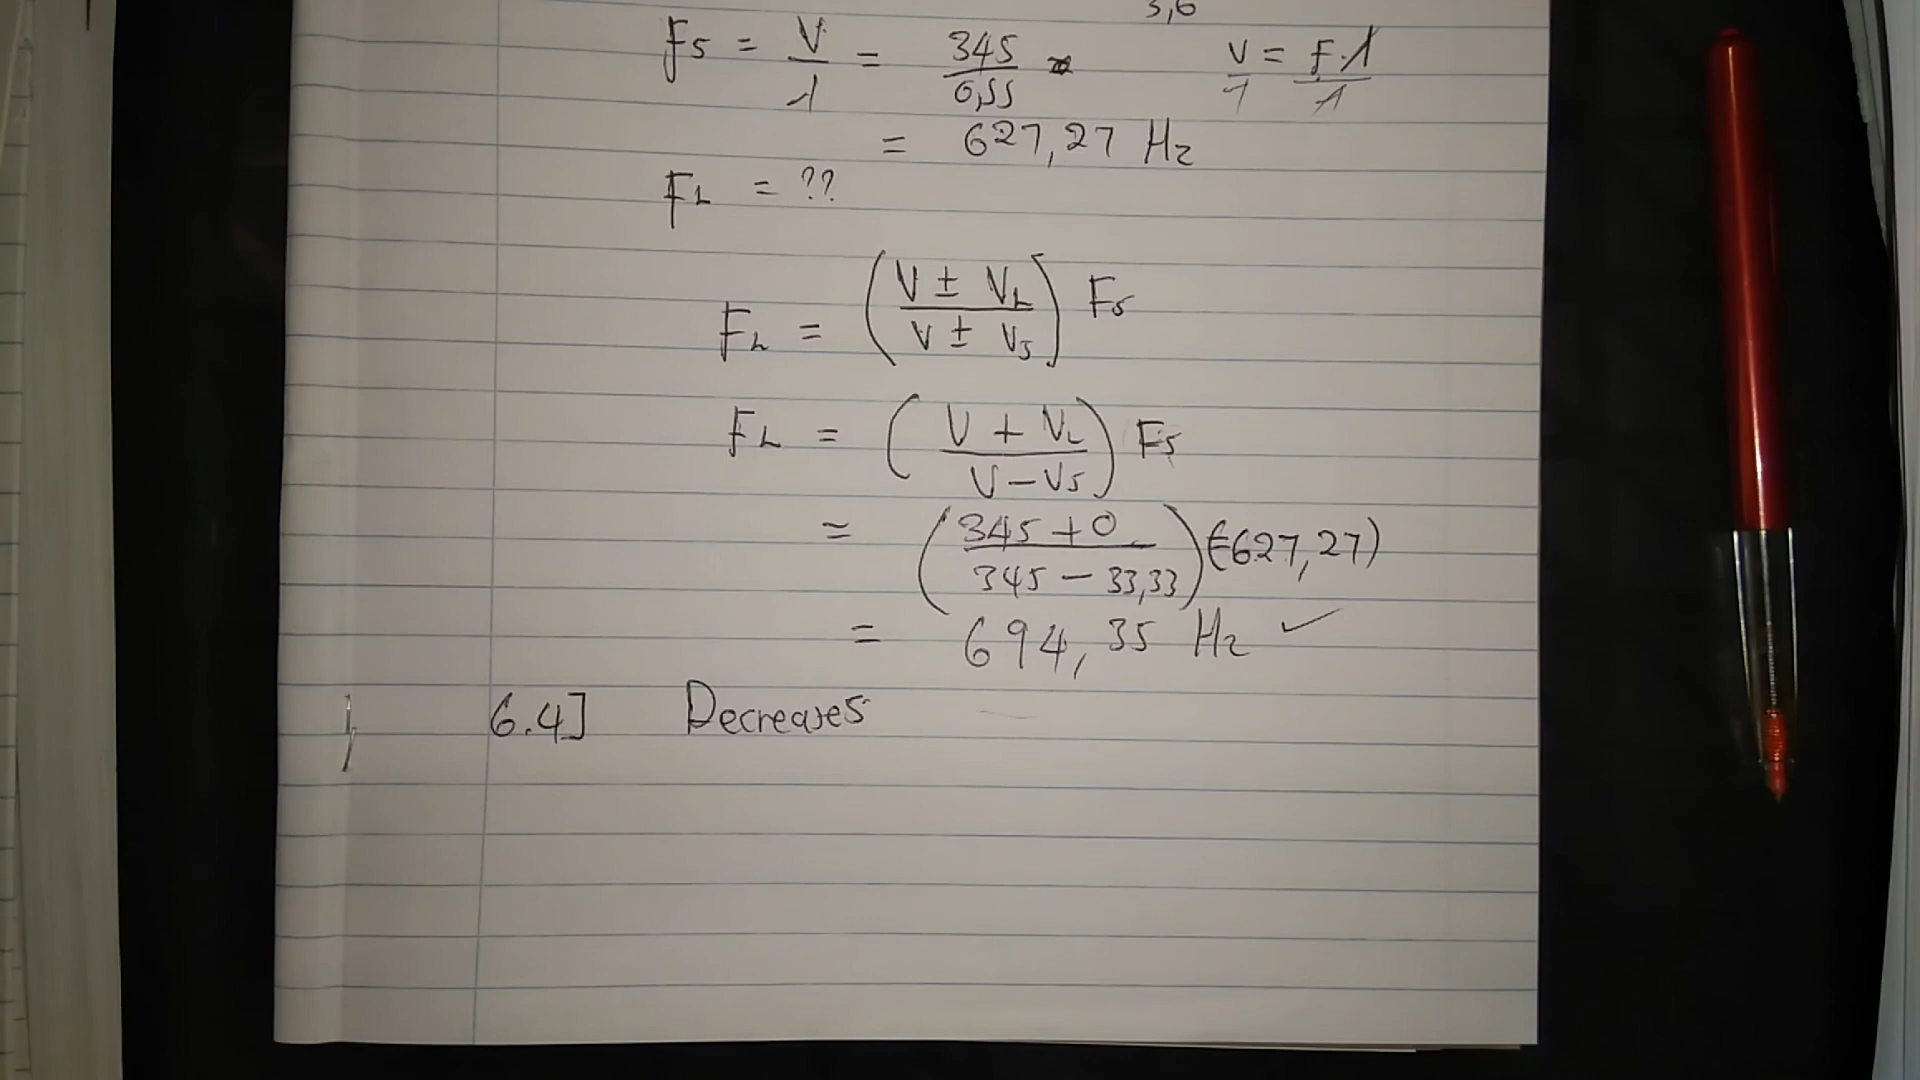 3,6
Fs = V/λ = 345/0,55    V/λ = F.λ/λ
= 627,27 Hz
FL = ??
FL = (V ± VL / V ± Vs) Fs
FL = (V + VL / V - Vs) Fs
= (345 + 0 / 345 - 33,33) (627,27)
= 694,35 Hz ✓
6.4] Decreases